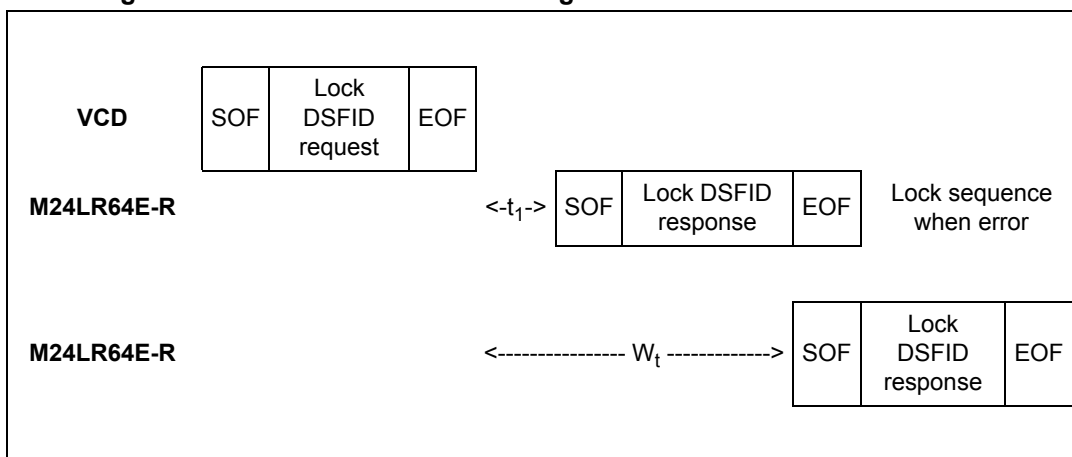 VCD SOF Lock DSFID request EOF
M24LR64E-R <-t1-> SOF Lock DSFID response EOF Lock sequence when error
M24LR64E-R <---------------- Wt -------------> SOF Lock DSFID response EOF